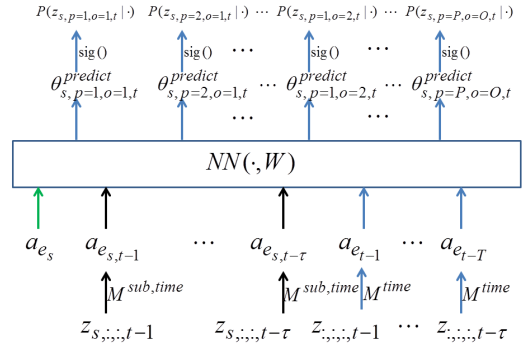 P(z_{s,p=1,o=1,t}|·) P(z_{s,p=2,o=1,t}|·) ··· P(z_{s,p=1,o=2,t}|·) ··· P(z_{s,p=P,o=O,t}|·)
sig() sig() ··· sig() ··· sig()
θ^{predict}_{s,p=1,o=1,t} θ^{predict}_{s,p=2,o=1,t} ··· θ^{predict}_{s,p=1,o=2,t} ··· θ^{predict}_{s,p=P,o=O,t}
··· ···
NN(·,W)
a_{e_s} a_{e_{s,t-1}} ··· a_{e_{s,t-τ}} a_{e_{t-1}} ··· a_{e_{t-T}}
M^{sub,time} M^{sub,time} M^{time} M^{time}
z_{s,:,:,t-1} z_{s,:,:,t-τ} z_{:,:,:,t-1} ··· z_{:,:,:,t-τ}